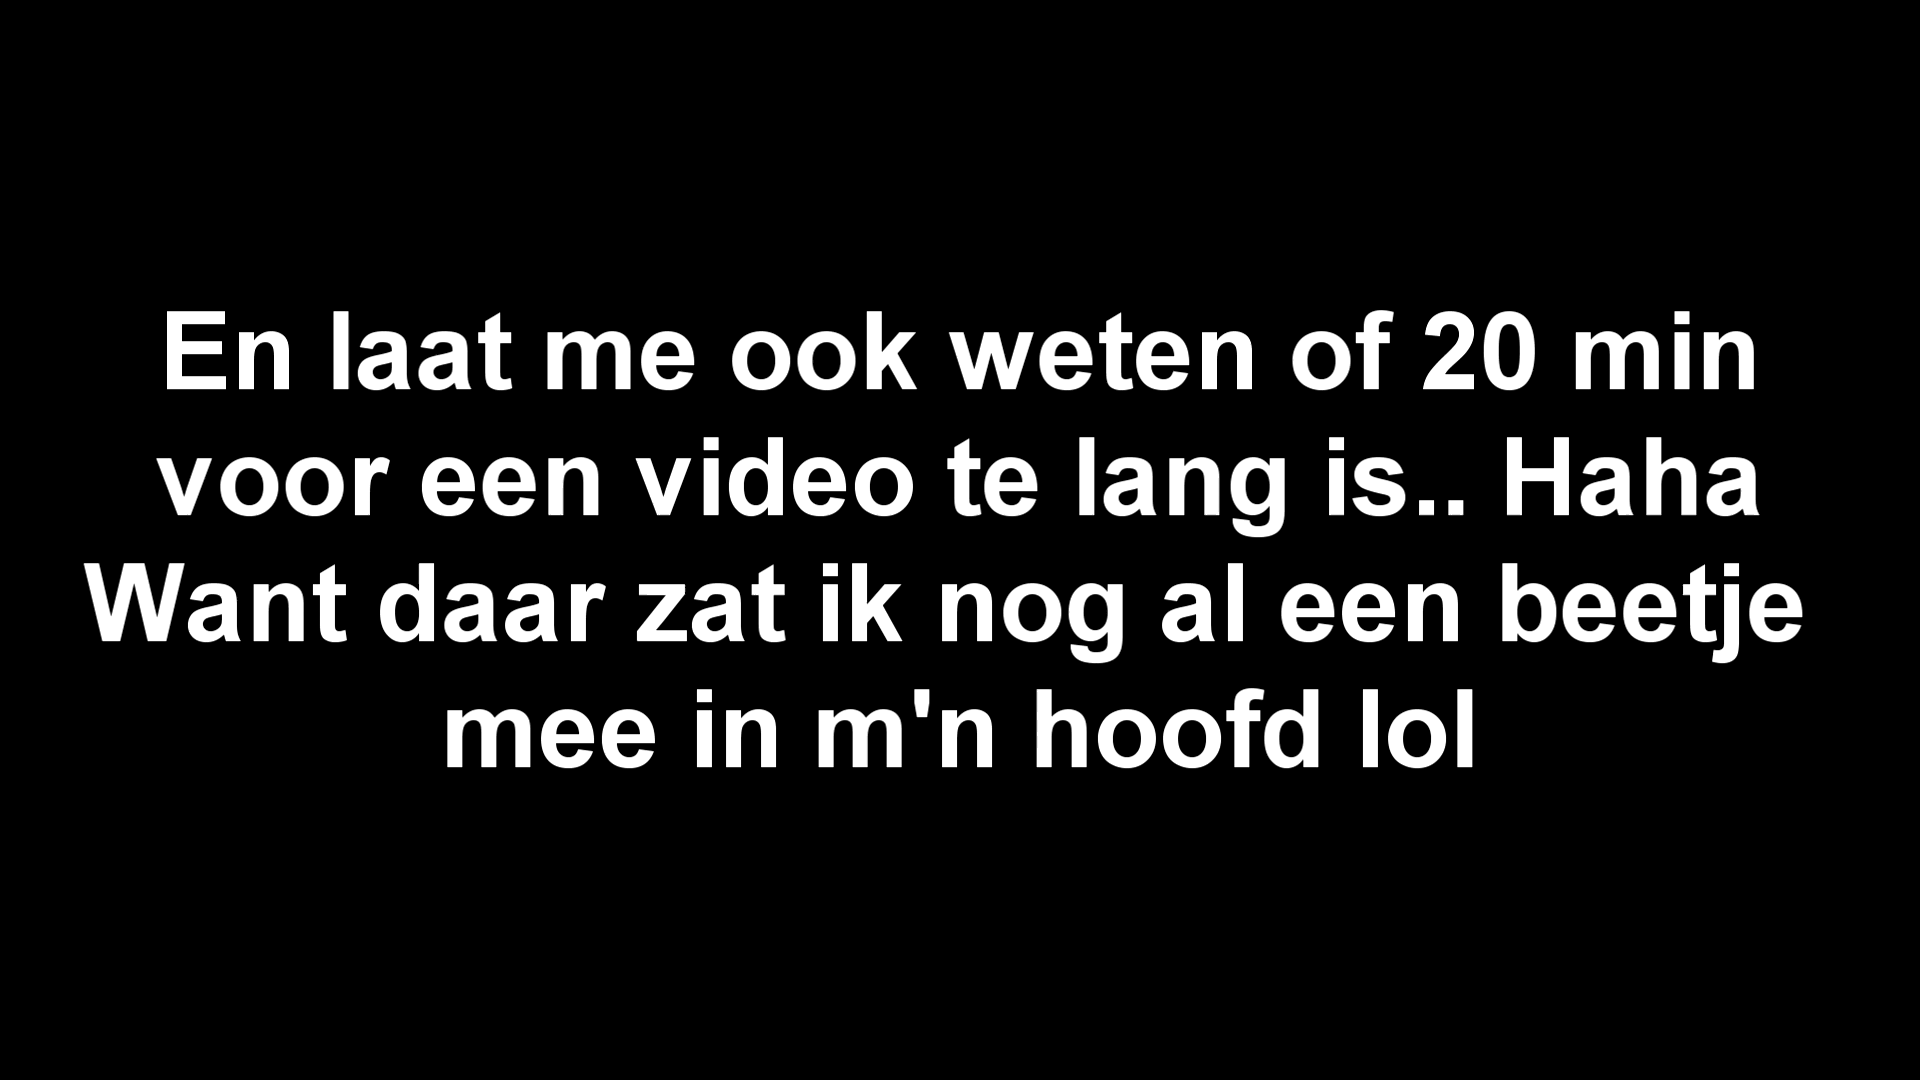 En laat me ook weten of 20 min
voor een video te lang is.. Haha
Want daar zat ik nog al een beetje
mee in m'n hoofd lol